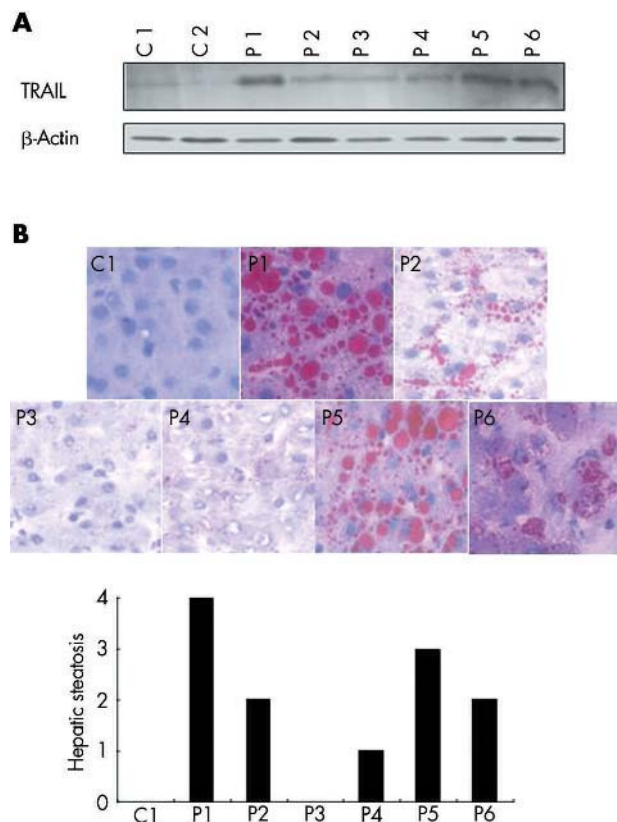 A
C 1 C 2 P 1 P 2 P 3 P 4 P 5 P 6
TRAIL
β-Actin
B
C1 P1 P2
P3 P4 P5 P6
4
3
2
1
0
Hepatic steatosis
C1 P1 P2 P3 P4 P5 P6